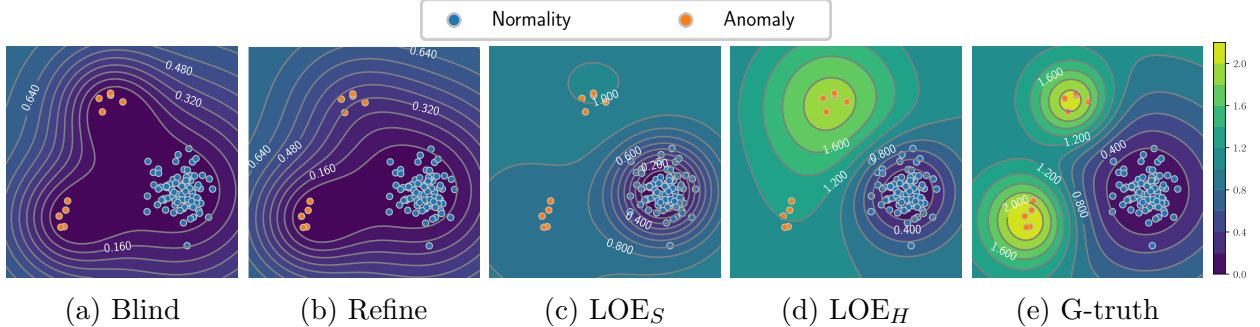 Normality Anomaly
0.640 0.480 0.320 0.160
0.640 0.320 0.640 0.480 0.160
1.000 0.600 0.200 0.400 0.800
1.600 0.800 1.200 0.400
1.600 1.200 0.400 1.200 0.800 2.000 1.600
2.0
1.6
1.2
0.8
0.4
0.0
(a) Blind (b) Refine (c) LOE_S (d) LOE_H (e) G-truth